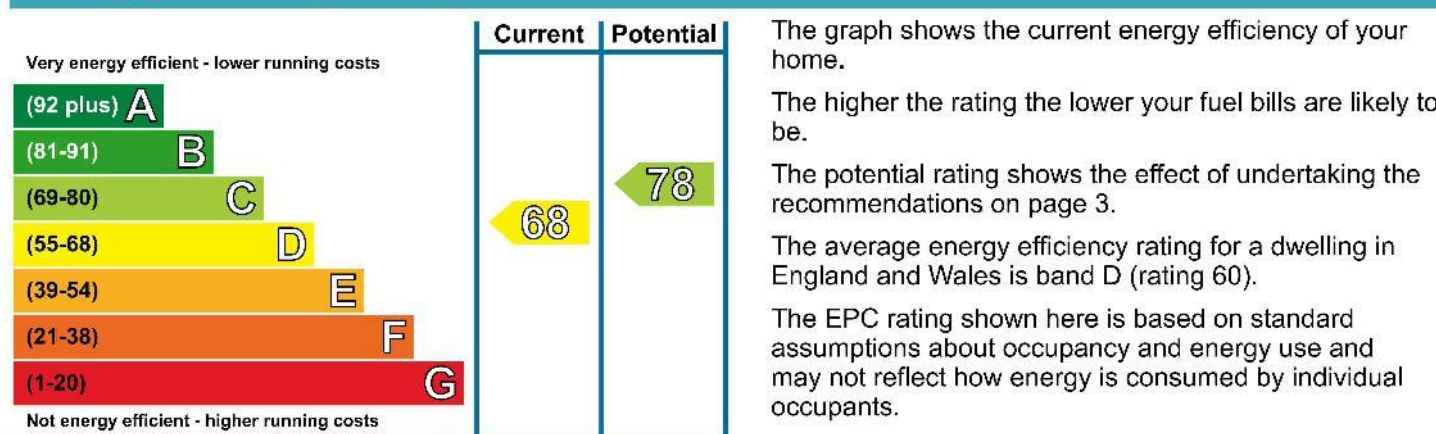 Current Potential
Very energy efficient - lower running costs
(92 plus) A
(81-91) B
(69-80) C
(55-68) D
(39-54) E
(21-38) F
(1-20) G
Not energy efficient - higher running costs
68
78
The graph shows the current energy efficiency of your
home.
The higher the rating the lower your fuel bills are likely to
be.
The potential rating shows the effect of undertaking the
recommendations on page 3.
The average energy efficiency rating for a dwelling in
England and Wales is band D (rating 60).
The EPC rating shown here is based on standard
assumptions about occupancy and energy use and
may not reflect how energy is consumed by individual
occupants.